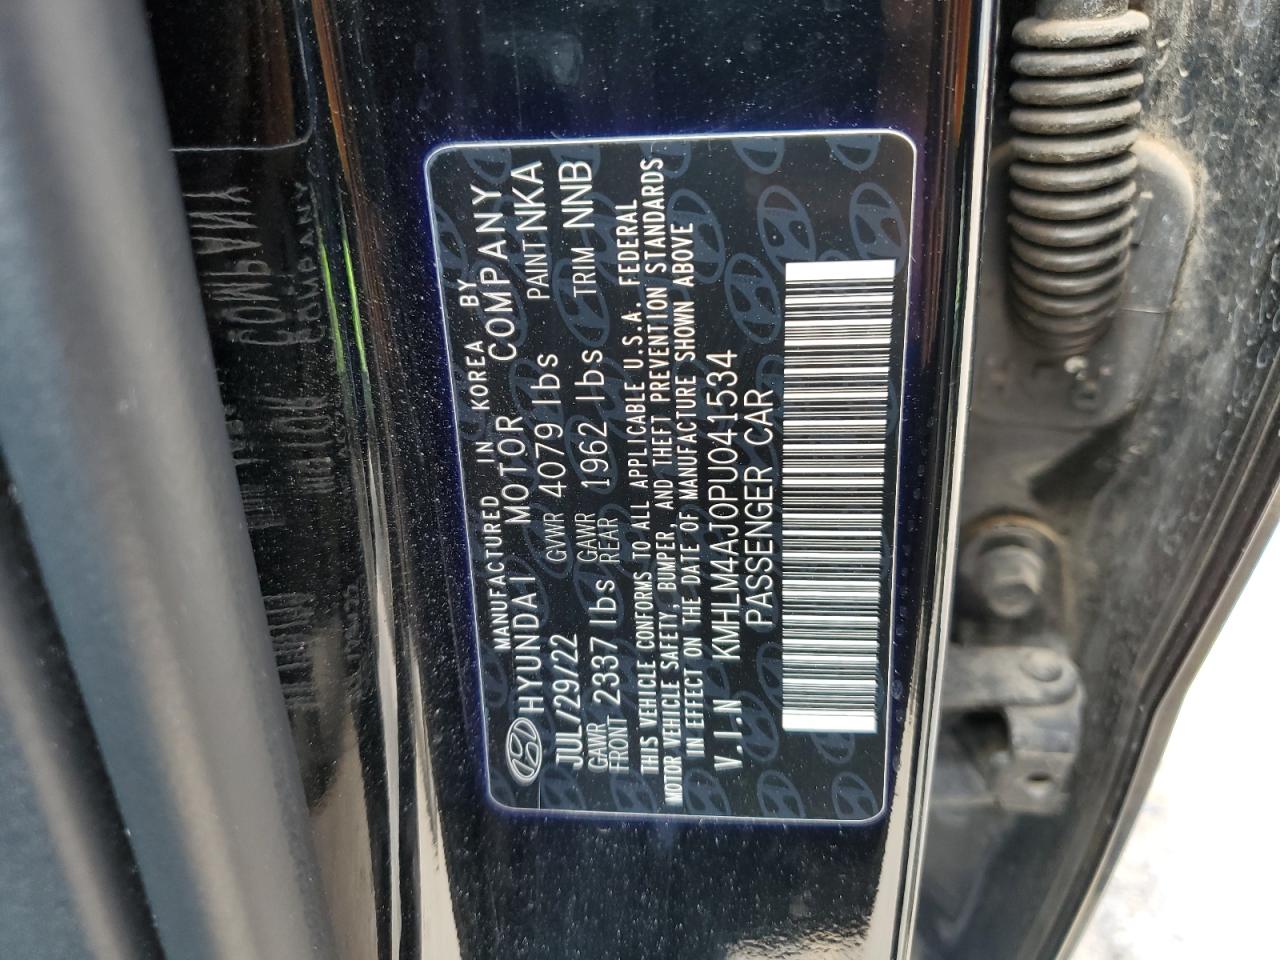 MANUFACTURED IN KOREA BY
HYUNDAI MOTOR COMPANY
JUL/29/22 GVWR 4079 lbs PAINT NKA
GAWR FRONT 2337 lbs GAWR REAR 1962 lbs TRIM NNB
THIS VEHICLE CONFORMS TO ALL APPLICABLE U.S.A. FEDERAL
MOTOR VEHICLE SAFETY, BUMPER, AND THEFT PREVENTION STANDARDS
IN EFFECT ON THE DATE OF MANUFACTURE SHOWN ABOVE
V.I.N KMHLM4AJ0PU041534
PASSENGER CAR